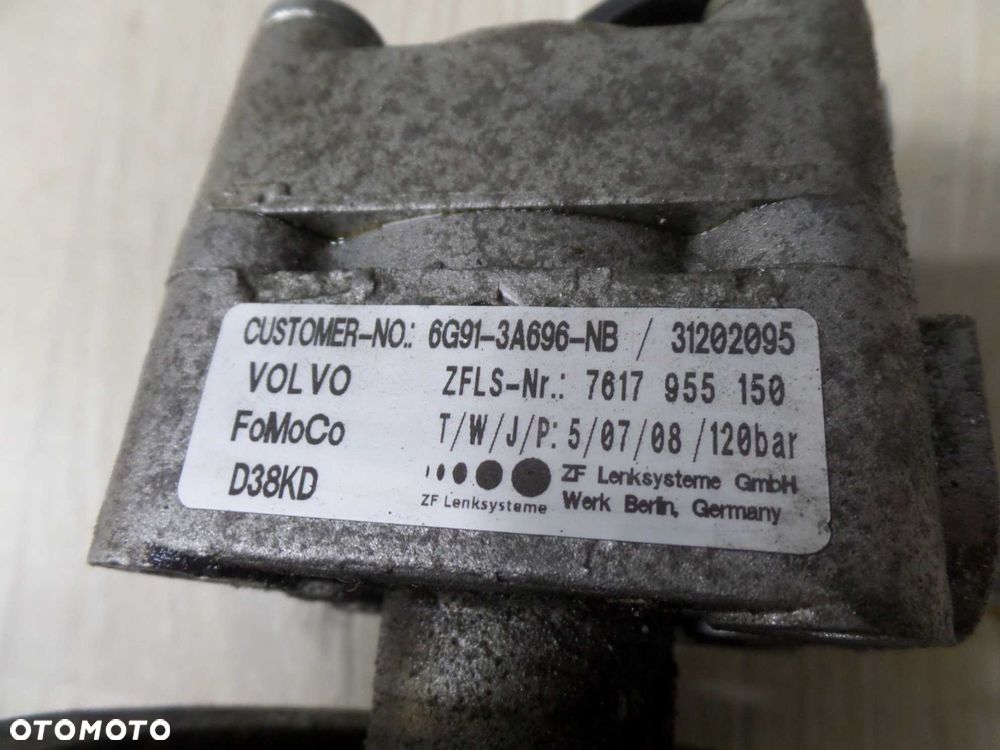 CUSTOMER-NO.: 6G91-3A696-NB / 31202095
VOLVO ZFLS-Nr.: 7617 955 150
FoMoCo T/W/J/P: 5/07/08 /120bar
D38KD ZF Lenksysteme GmbH
ZF Lenksysteme Werk Berlin, Germany
OTOMOTO